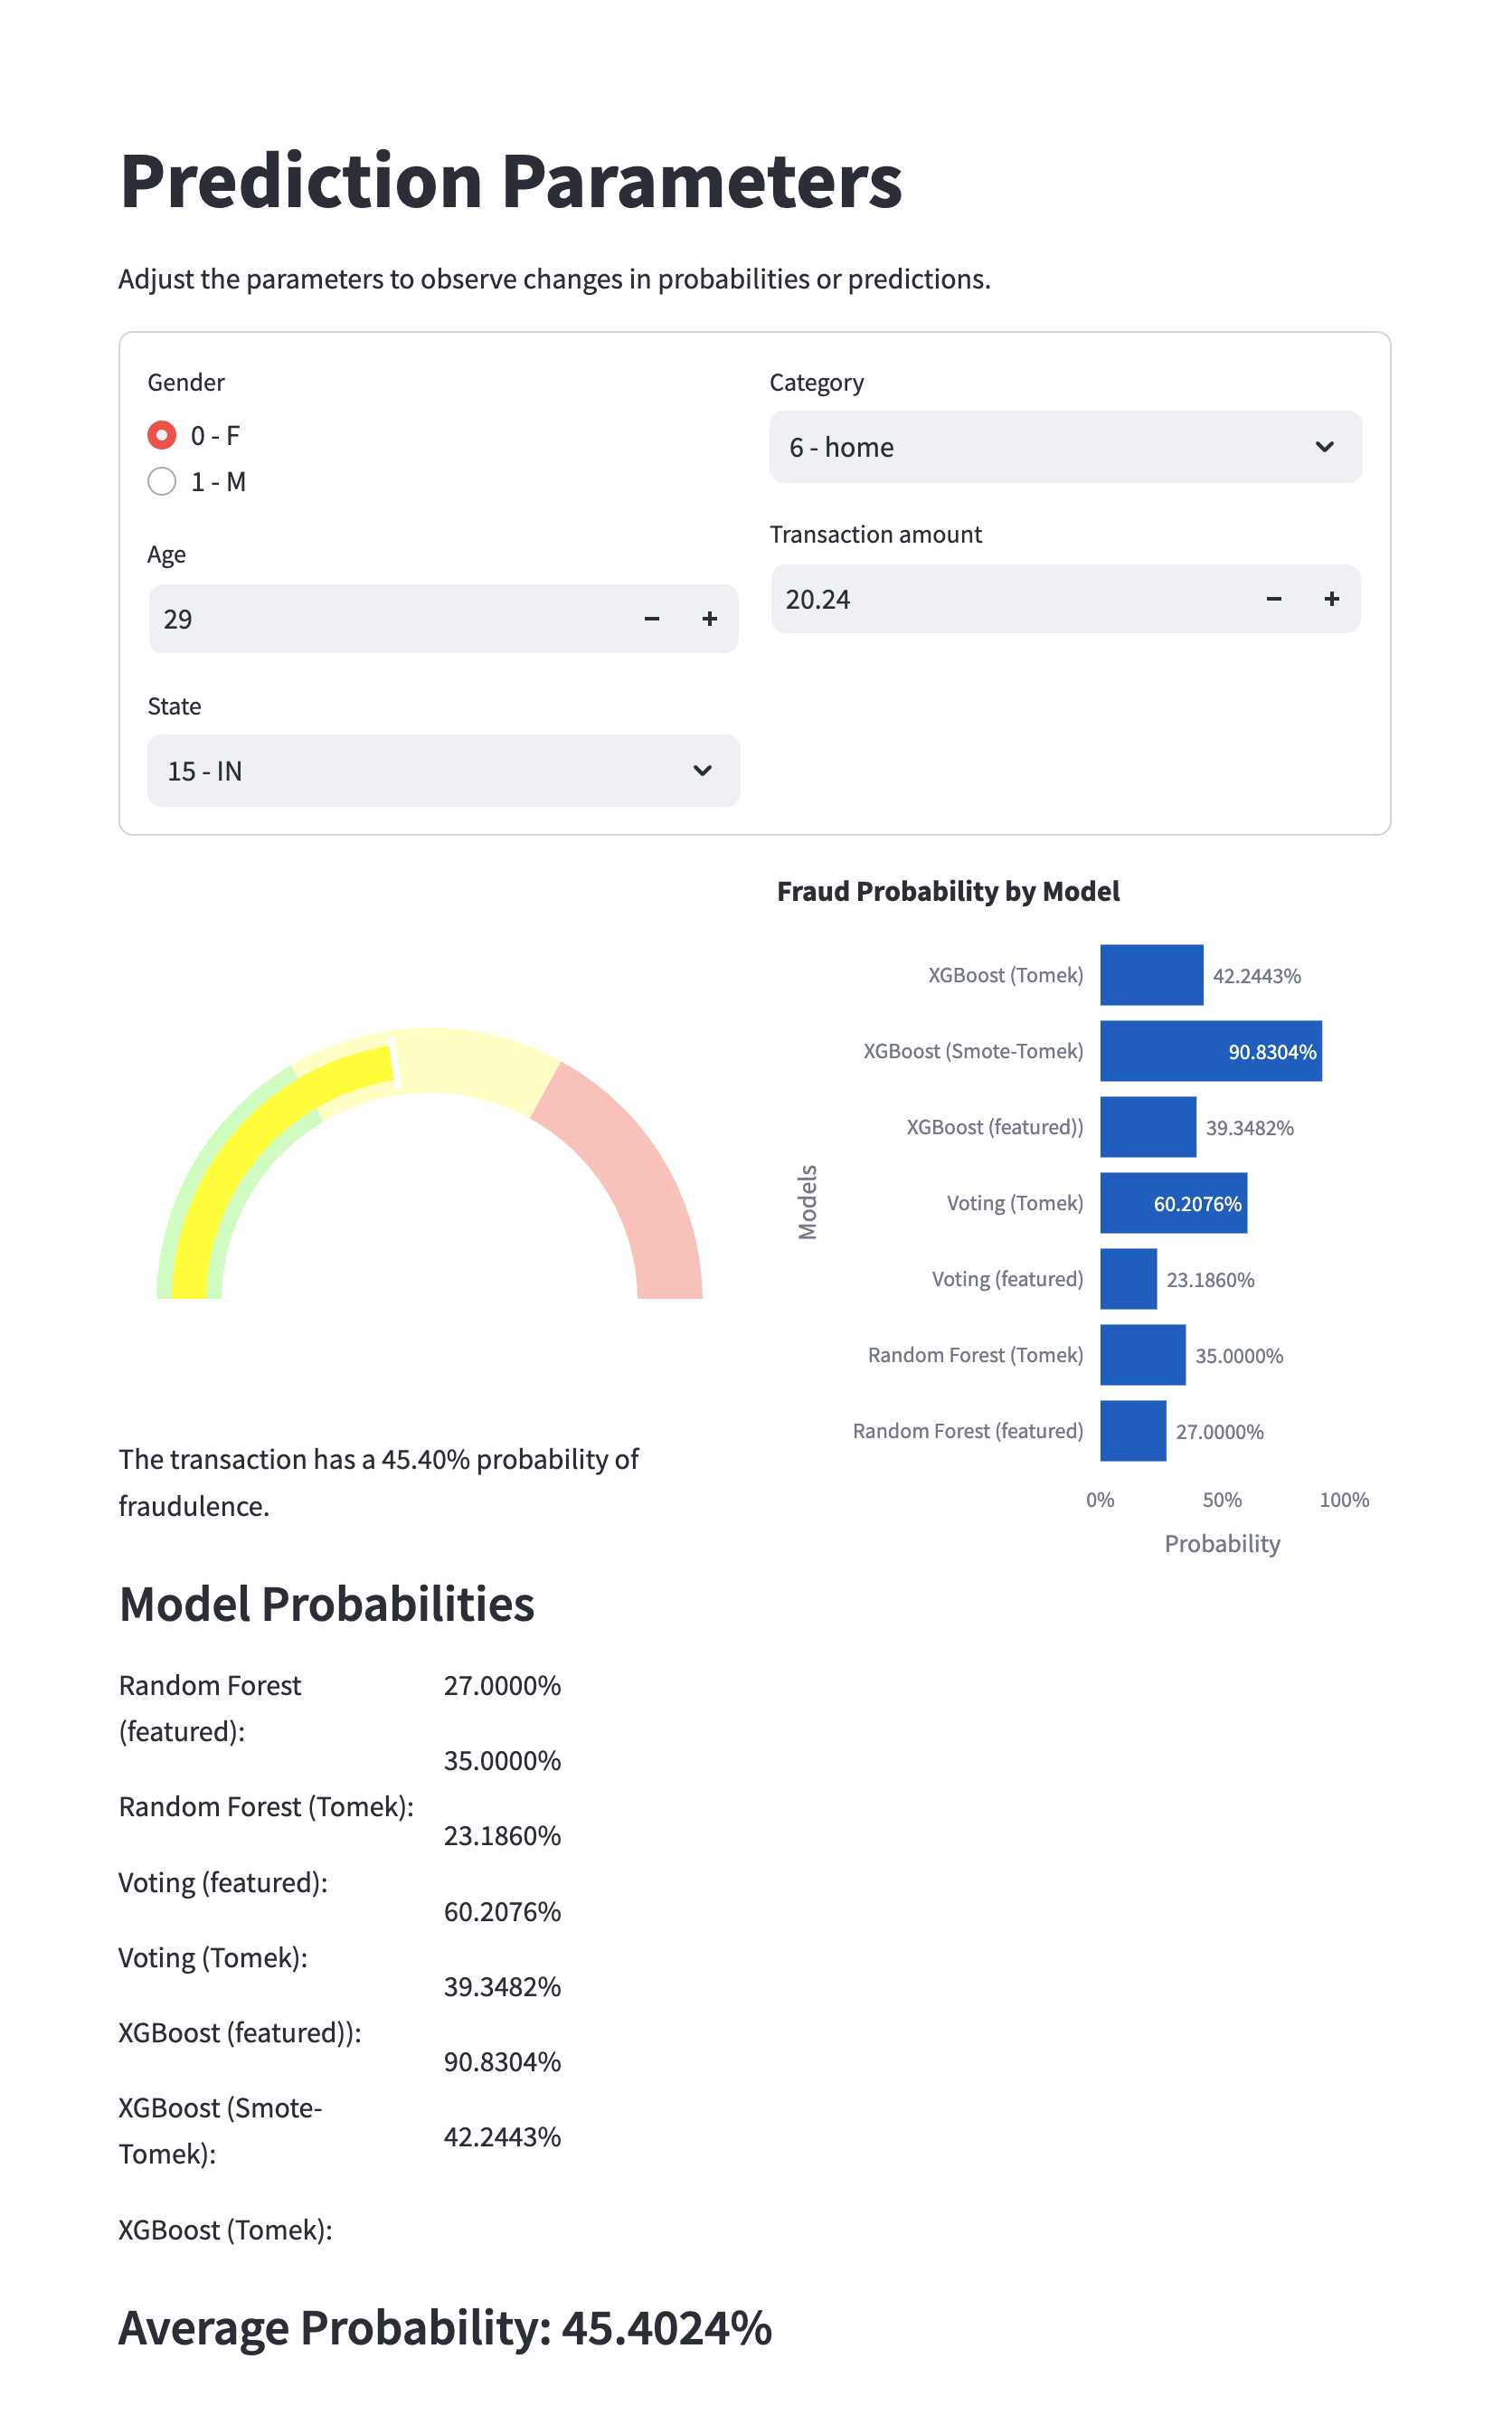 Prediction Parameters
Adjust the parameters to observe changes in probabilities or predictions.
Gender
0 - F
1 - M
Age
29
State
15 - IN
Category
6 - home
Transaction amount
20.24
The transaction has a 45.40% probability of
fraudulence.
Fraud Probability by Model
Models
XGBoost (Tomek) 42.2443%
XGBoost (Smote-Tomek) 90.8304%
XGBoost (featured)) 39.3482%
Voting (Tomek) 60.2076%
Voting (featured) 23.1860%
Random Forest (Tomek) 35.0000%
Random Forest (featured) 27.0000%
0% 50% 100%
Probability
Model Probabilities
Random Forest
(featured):
Random Forest (Tomek):
Voting (featured):
Voting (Tomek):
XGBoost (featured)):
XGBoost (Smote-
Tomek):
XGBoost (Tomek):
27.0000%
35.0000%
23.1860%
60.2076%
39.3482%
90.8304%
42.2443%
Average Probability: 45.4024%